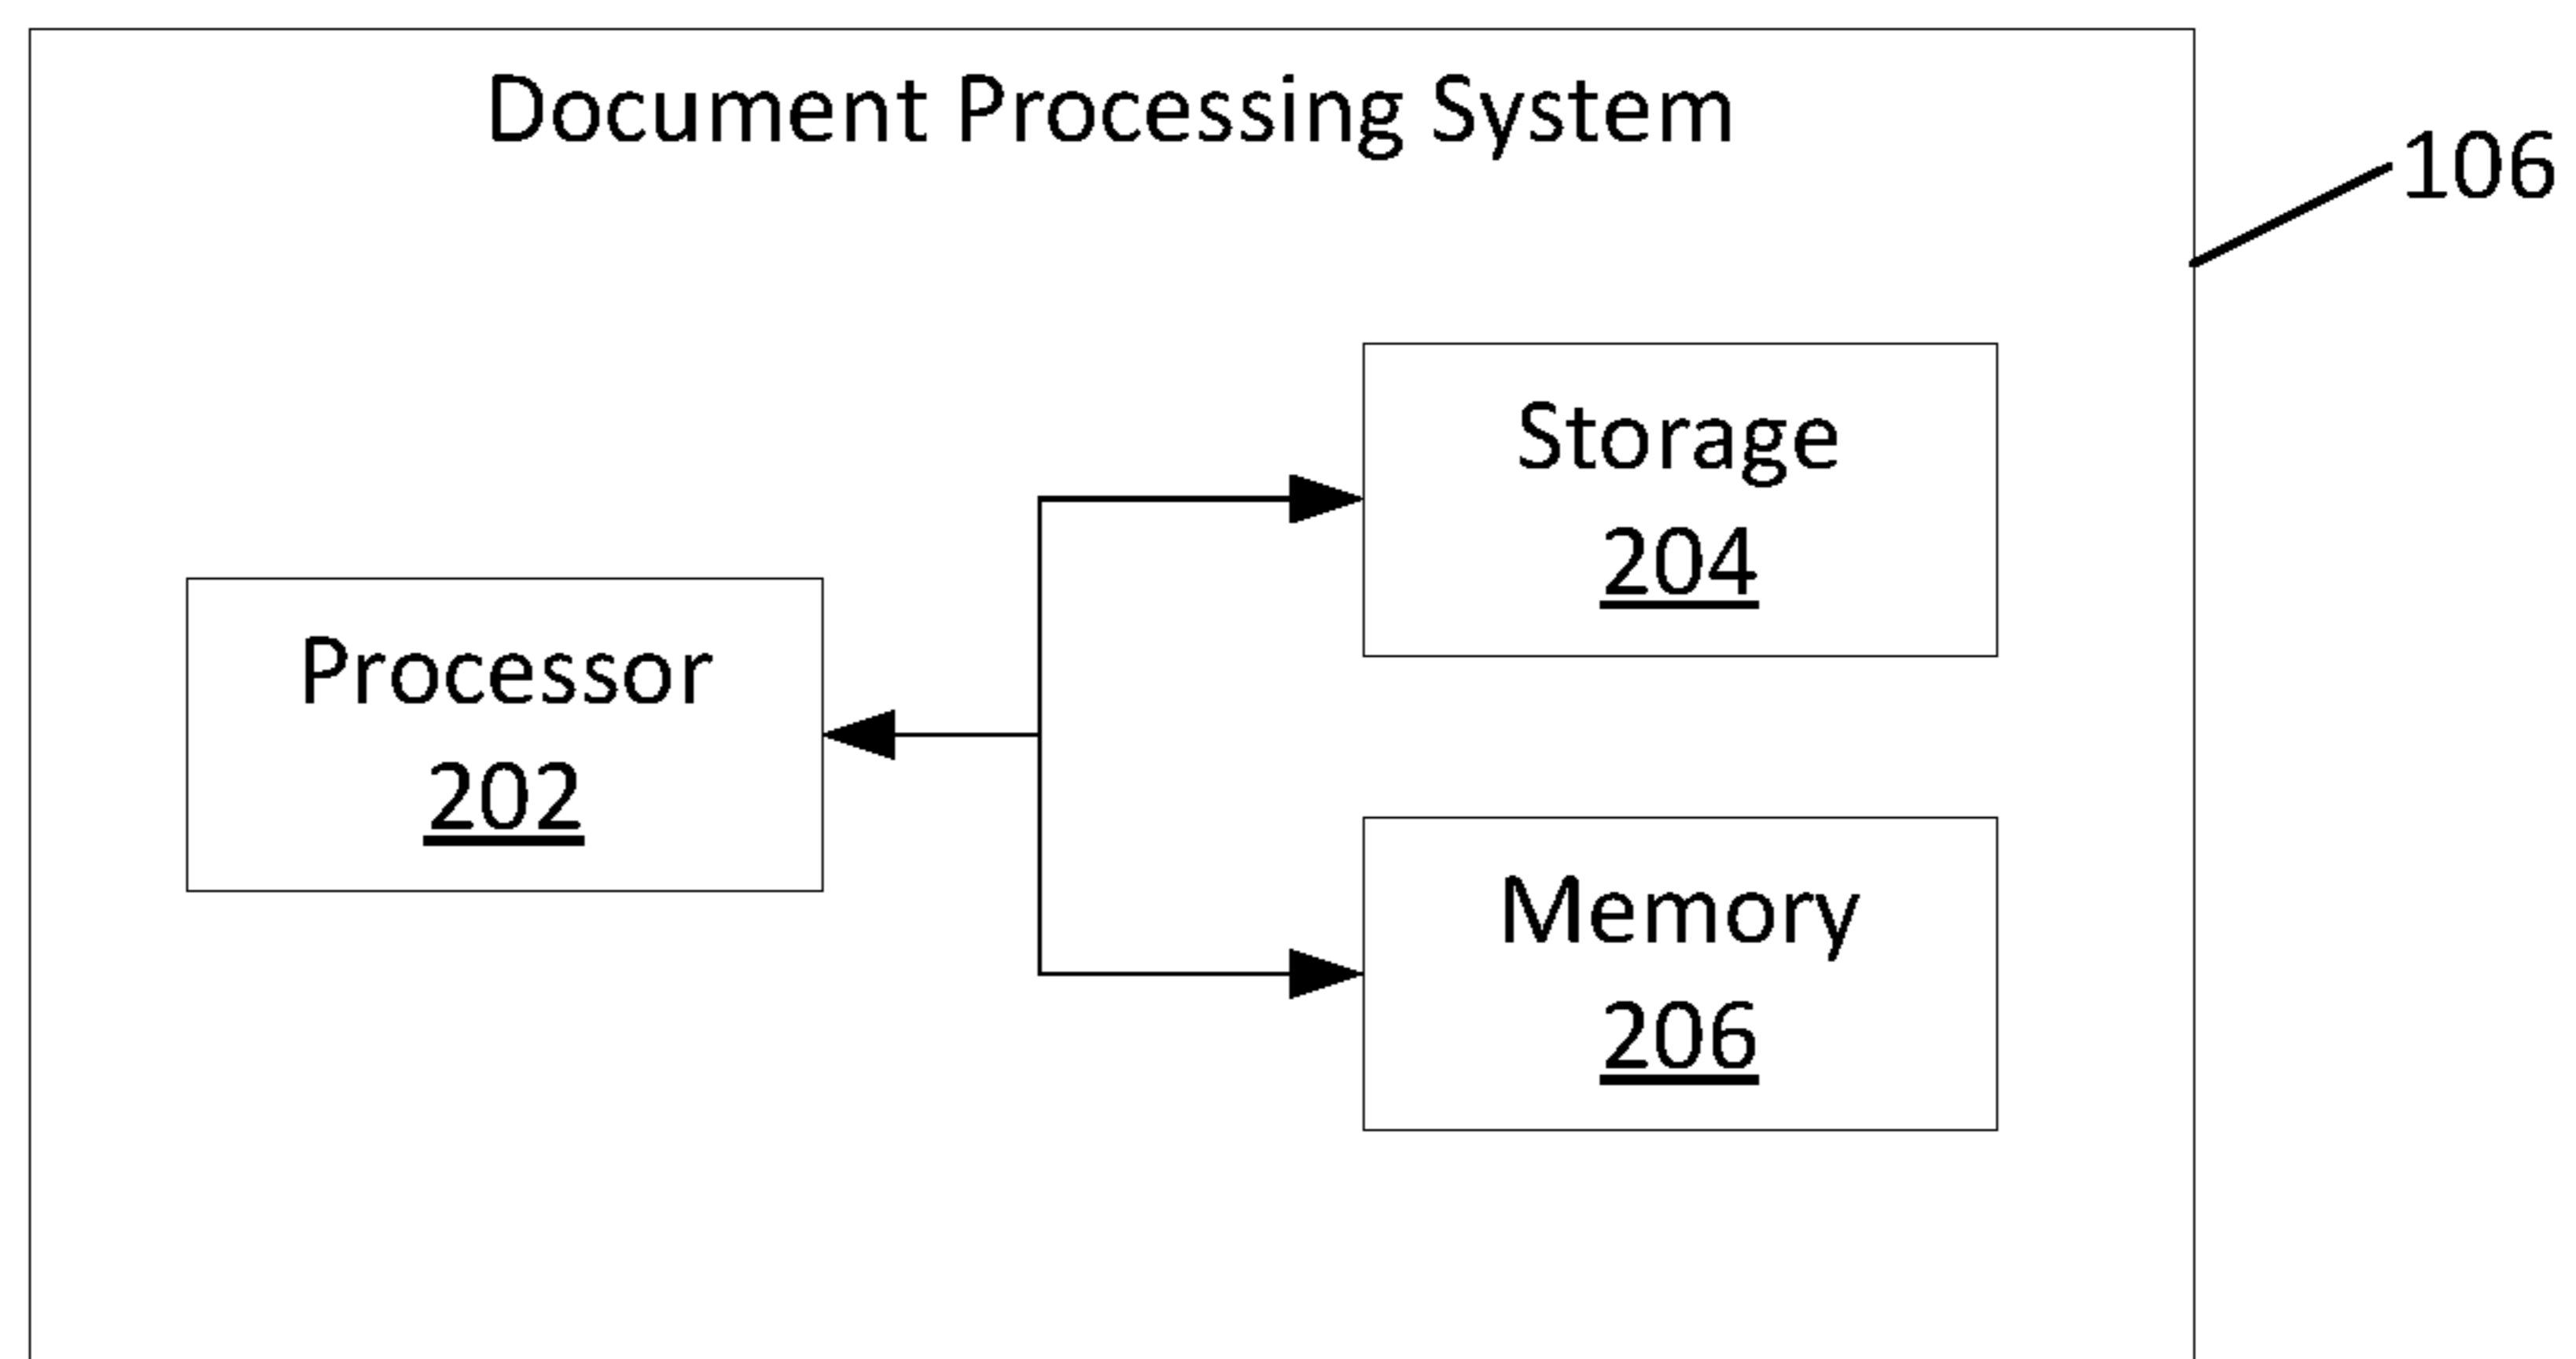 Document Processing System
106
Storage
204
Processor
202
Memory
206